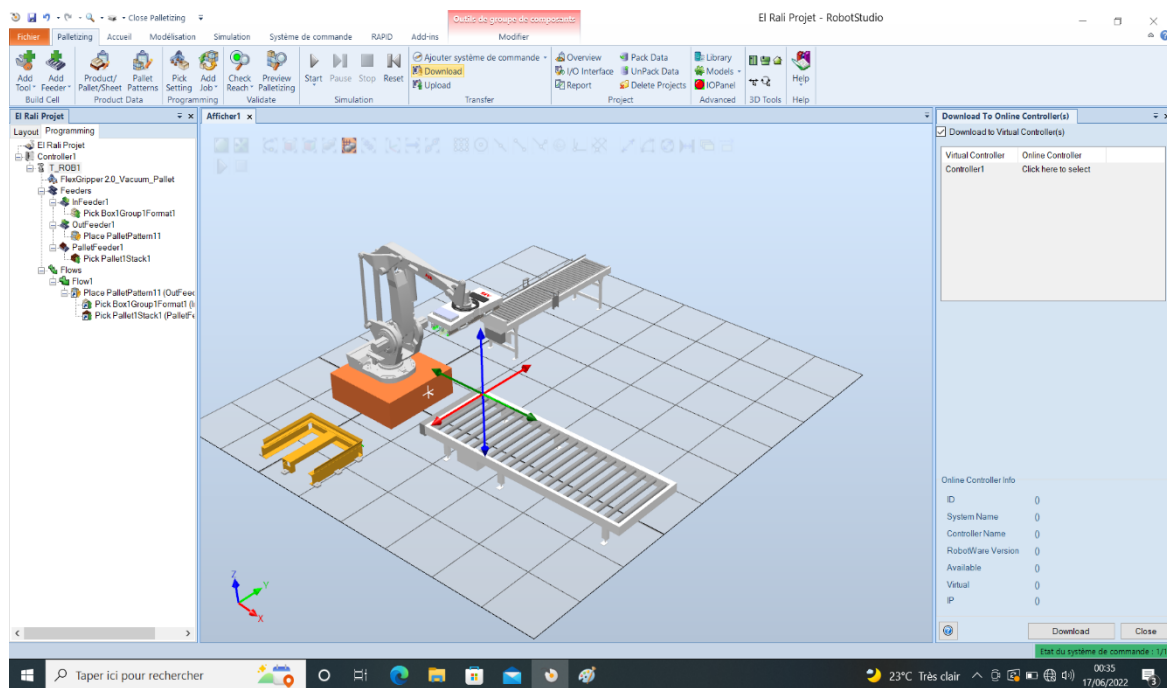 Close Palletizing
Outils de groupe de composants
El Rali Projet - RobotStudio
Fichier Palletizing Accueil Modélisation Simulation Système de commande RAPID Add-ins Modifier
Add Tool
Add Feeder
Product/ Pallet/Sheet
Pallet Patterns
Pick Setting
Add Job
Check Reach
Preview Palletizing
Start Pause Stop Reset
Ajouter système de commande
Download
Upload
Overview
I/O Interface
Report
Pack Data
UnPack Data
Delete Projects
Library
Models
IOPanel
Help
Build Cell Product Data Programming Validate Simulation Transfer Project Advanced 3D Tools Help
El Rali Projet
Layout Programming
El Rali Projet
Controller1
T_ROB1
FlexGripper2.0_Vacuum_Pallet
Feeders
InFeeder1
Pick Box1Group1Format1
OutFeeder1
Place PalletPattern11
PalletFeeder1
Pick Pallet1Stack1
Flows
Flow1
Place PalletPattern11 (OutFeec
Pick Box1Group1Format1 (I
Pick Pallet1Stack1 (PalletFe
Afficher1
Z
Y
X
Download To Online Controller(s)
Download to Virtual Controller(s)
Virtual Controller Online Controller
Controller1 Click here to select
Online Controller Info
ID ()
System Name ()
Controller Name ()
RobotWare Version ()
Available ()
Virtual ()
IP ()
Download Close
Etat du système de commande : 1/1
Taper ici pour rechercher
23°C Très clair
00:35
17/06/2022
3